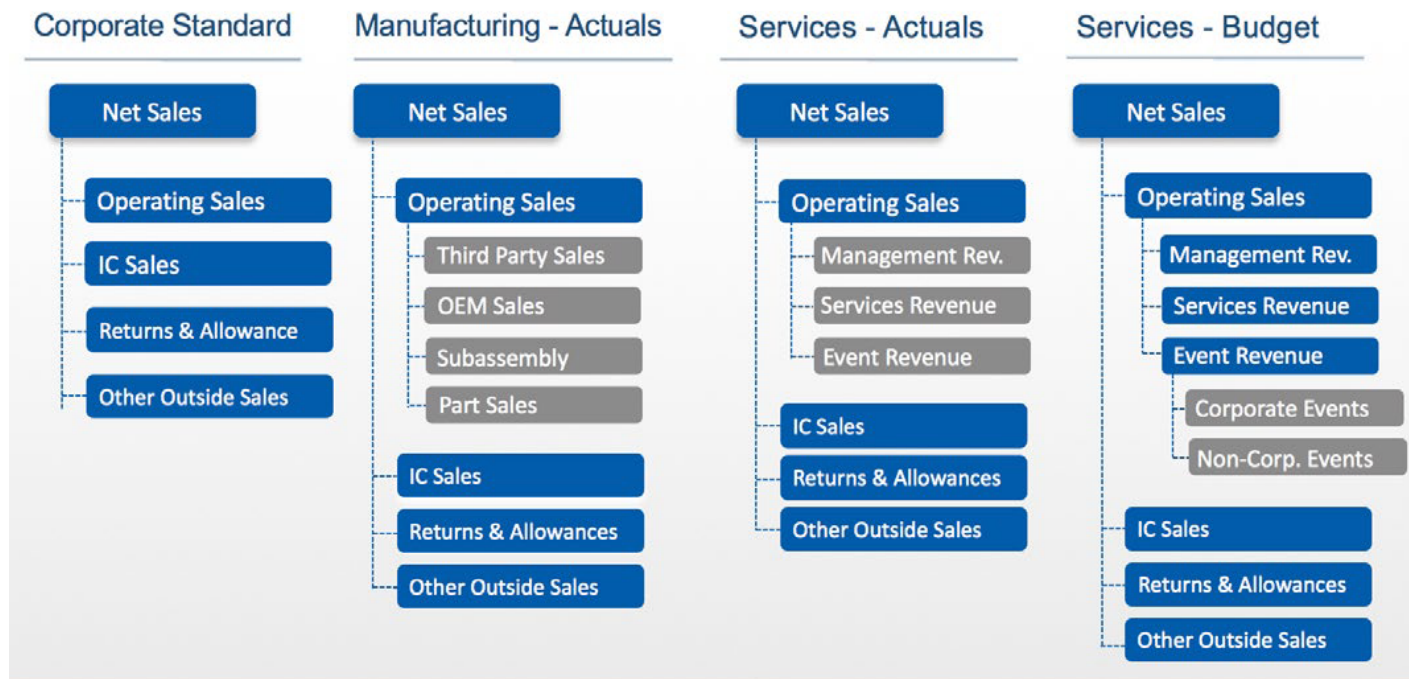 Corporate Standard
Net Sales
Operating Sales
IC Sales
Returns & Allowance
Other Outside Sales
Manufacturing - Actuals
Net Sales
Operating Sales
Third Party Sales
OEM Sales
Subassembly
Part Sales
IC Sales
Returns & Allowances
Other Outside Sales
Services - Actuals
Net Sales
Operating Sales
Management Rev.
Services Revenue
Event Revenue
IC Sales
Returns & Allowances
Other Outside Sales
Services - Budget
Net Sales
Operating Sales
Management Rev.
Services Revenue
Event Revenue
Corporate Events
Non-Corp. Events
IC Sales
Returns & Allowances
Other Outside Sales